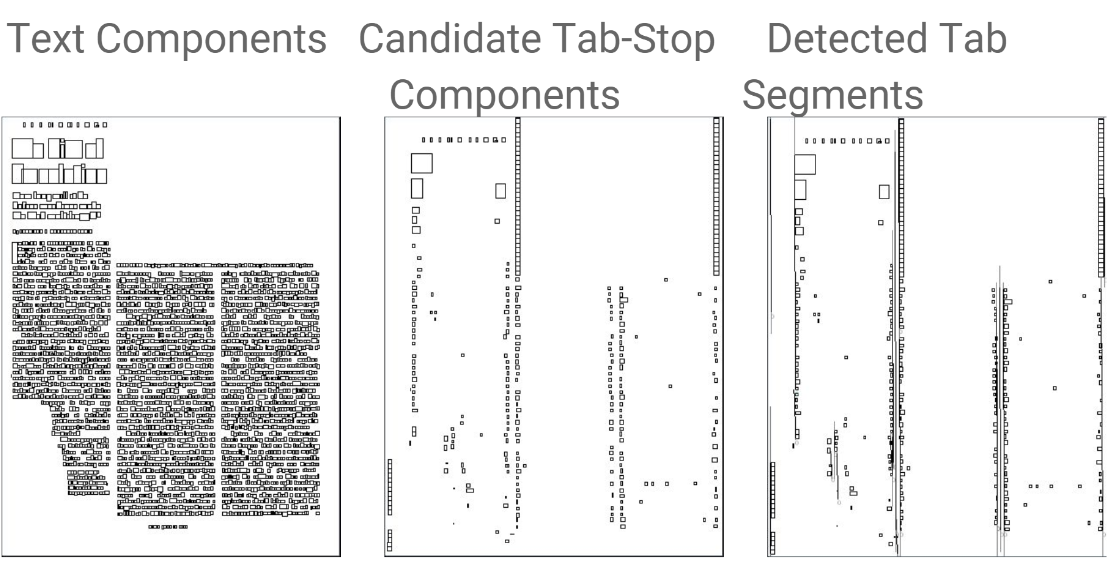 Text Components
Candidate Tab-Stop
Components
Detected Tab
Segments